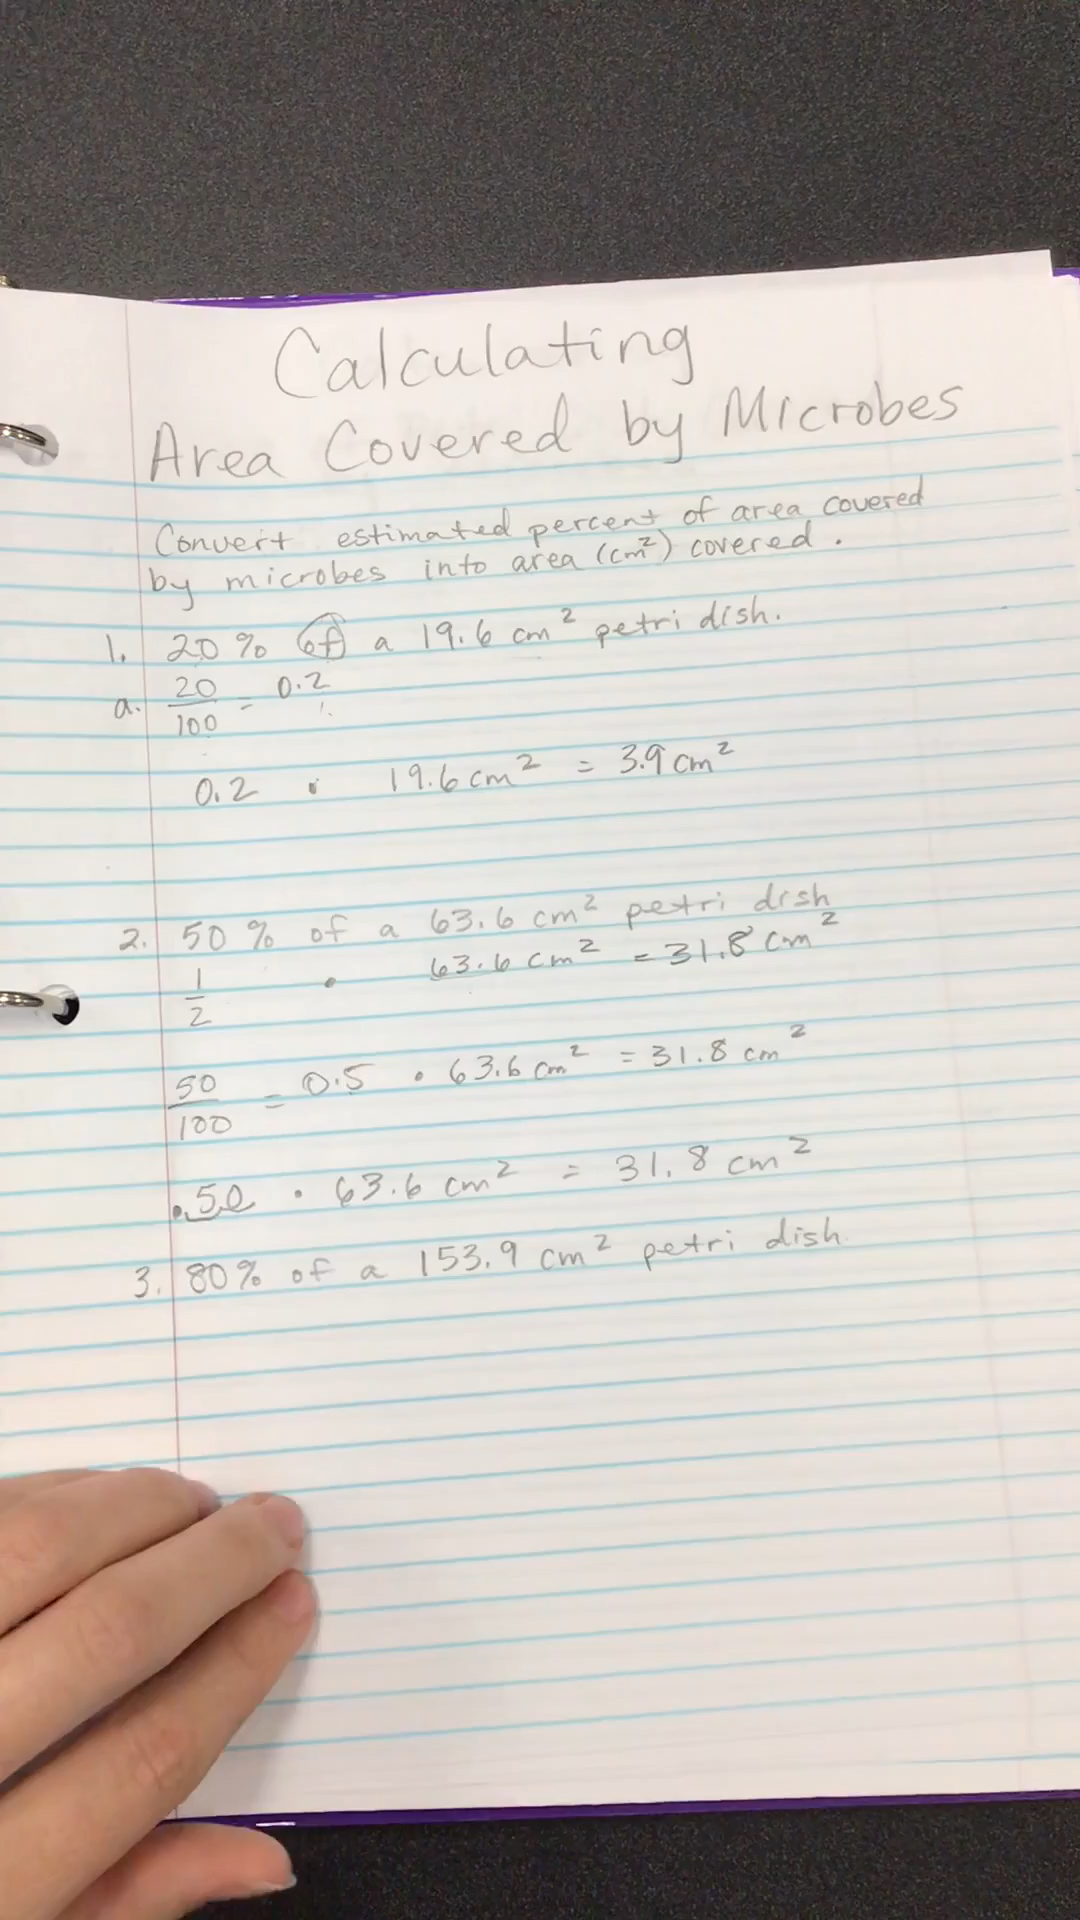 Calculating
Area Covered by Microbes
Convert estimated percent of area covered
by microbes into area (cm²) covered.
1. 20% of a 19.6 cm² petri dish.
a. 20/100 = 0.2
0.2 · 19.6 cm² = 3.9 cm²
2. 50% of a 63.6 cm² petri dish
1/2 · 63.6 cm² = 31.8 cm²
50/100 = 0.5 · 63.6 cm² = 31.8 cm²
.50 · 63.6 cm² = 31.8 cm²
3. 80% of a 153.9 cm² petri dish